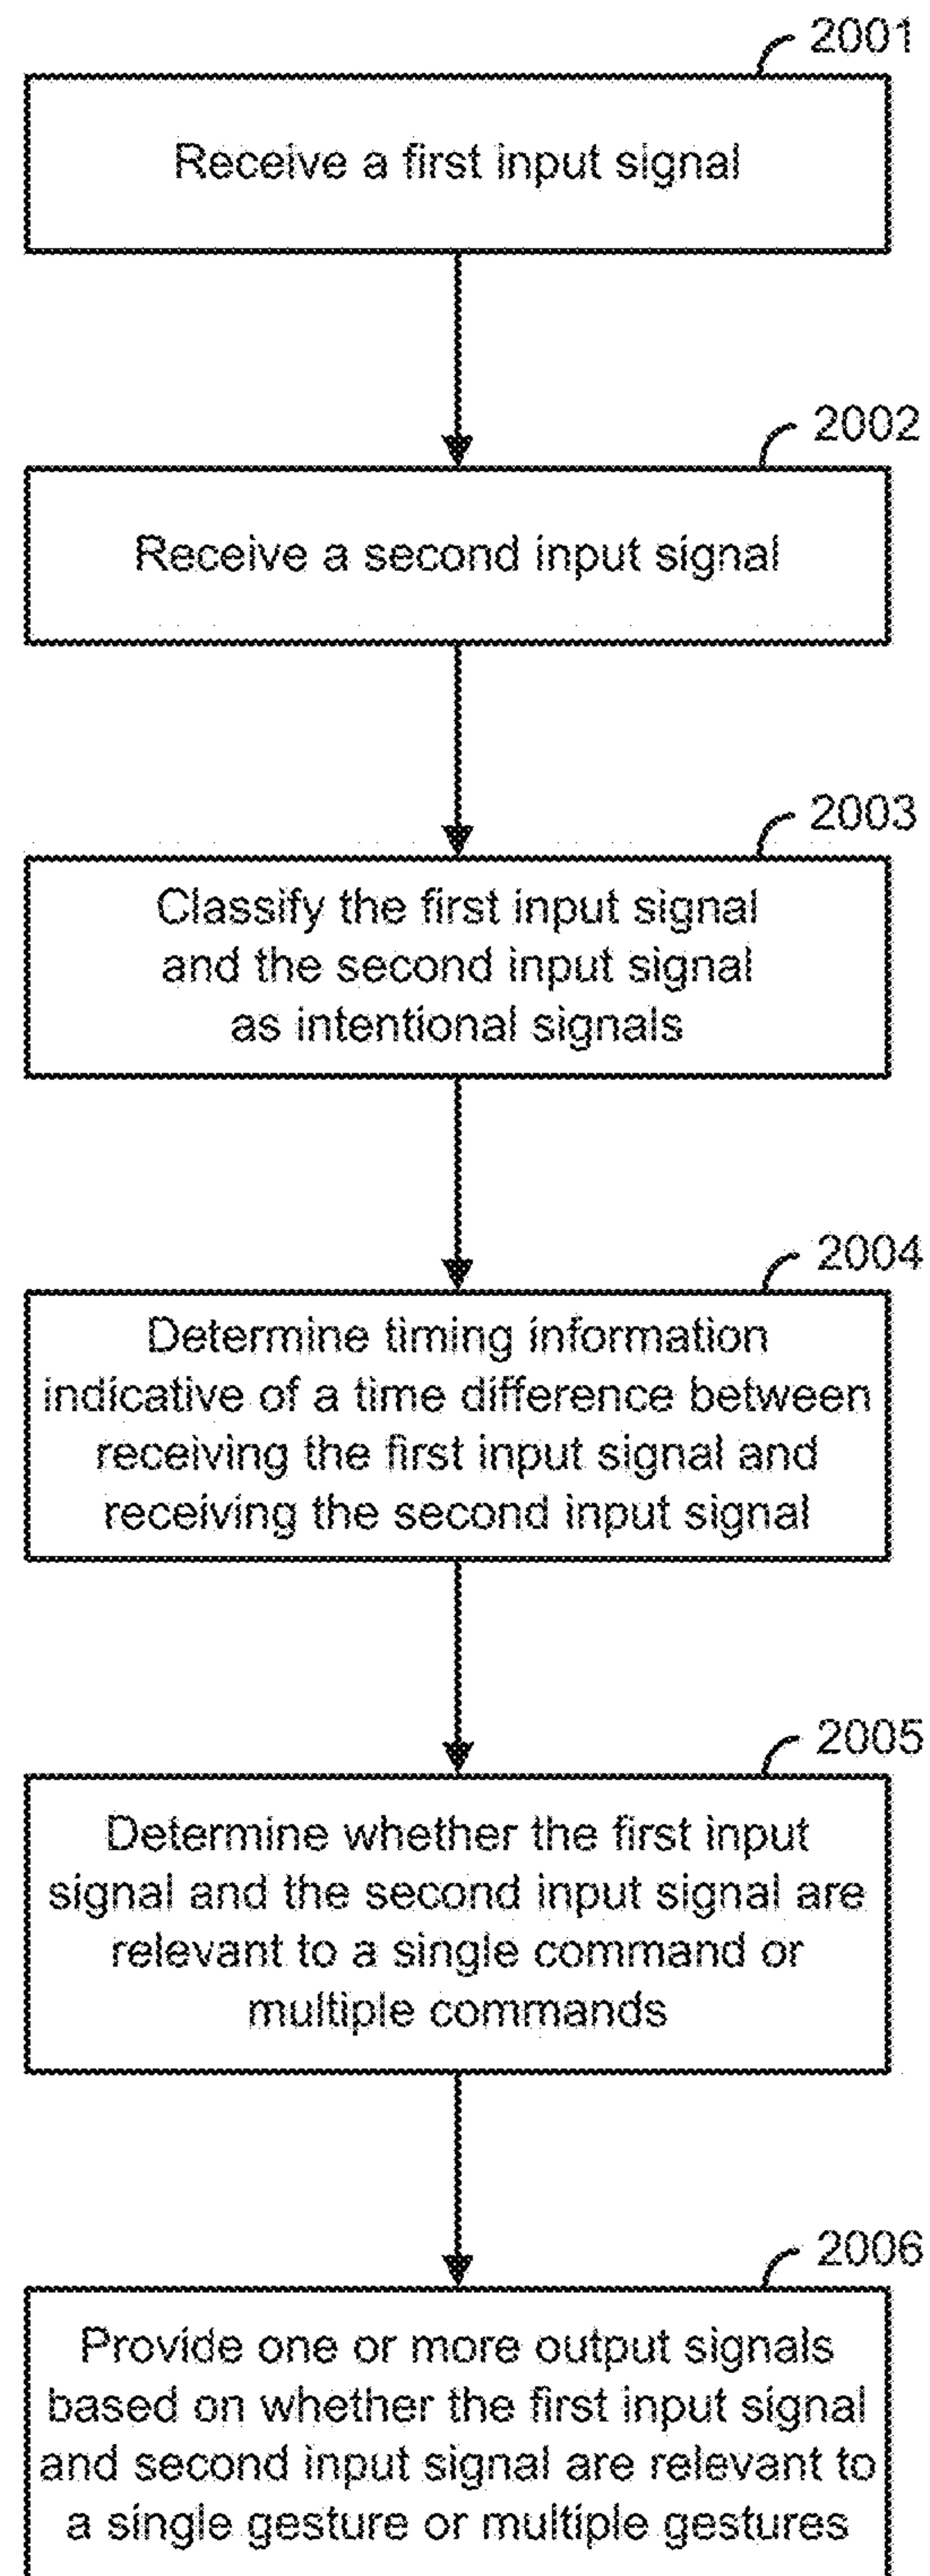 2001
Receive a first input signal
2002
Receive a second input signal
2003
Classify the first input signal
and the second input signal
as intentional signals
2004
Determine timing information
indicative of a time difference between
receiving the first input signal and
receiving the second input signal
2005
Determine whether the first input
signal and the second input signal are
relevant to a single command or
multiple commands
2006
Provide one or more output signals
based on whether the first input signal
and second input signal are relevant to
a single gesture or multiple gestures